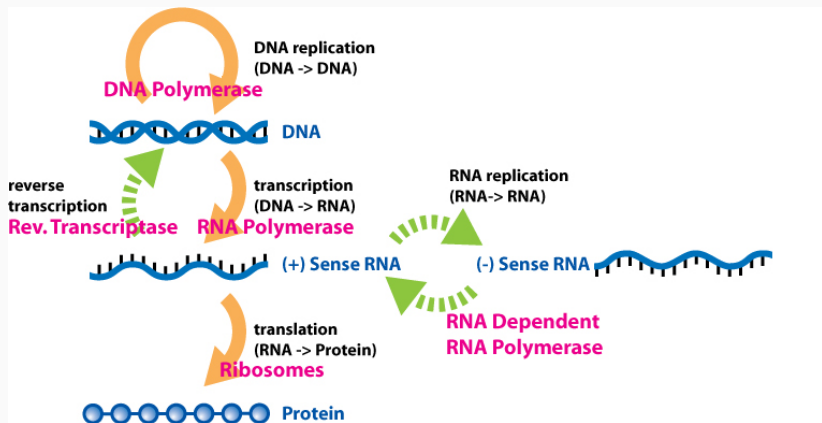 DNA replication
(DNA -> DNA)
DNA Polymerase
DNA
reverse
transcription
Rev. Transcriptase
transcription
(DNA -> RNA)
RNA Polymerase
RNA replication
(RNA-> RNA)
(+) Sense RNA
(-) Sense RNA
RNA Dependent
RNA Polymerase
translation
(RNA -> Protein)
Ribosomes
Protein